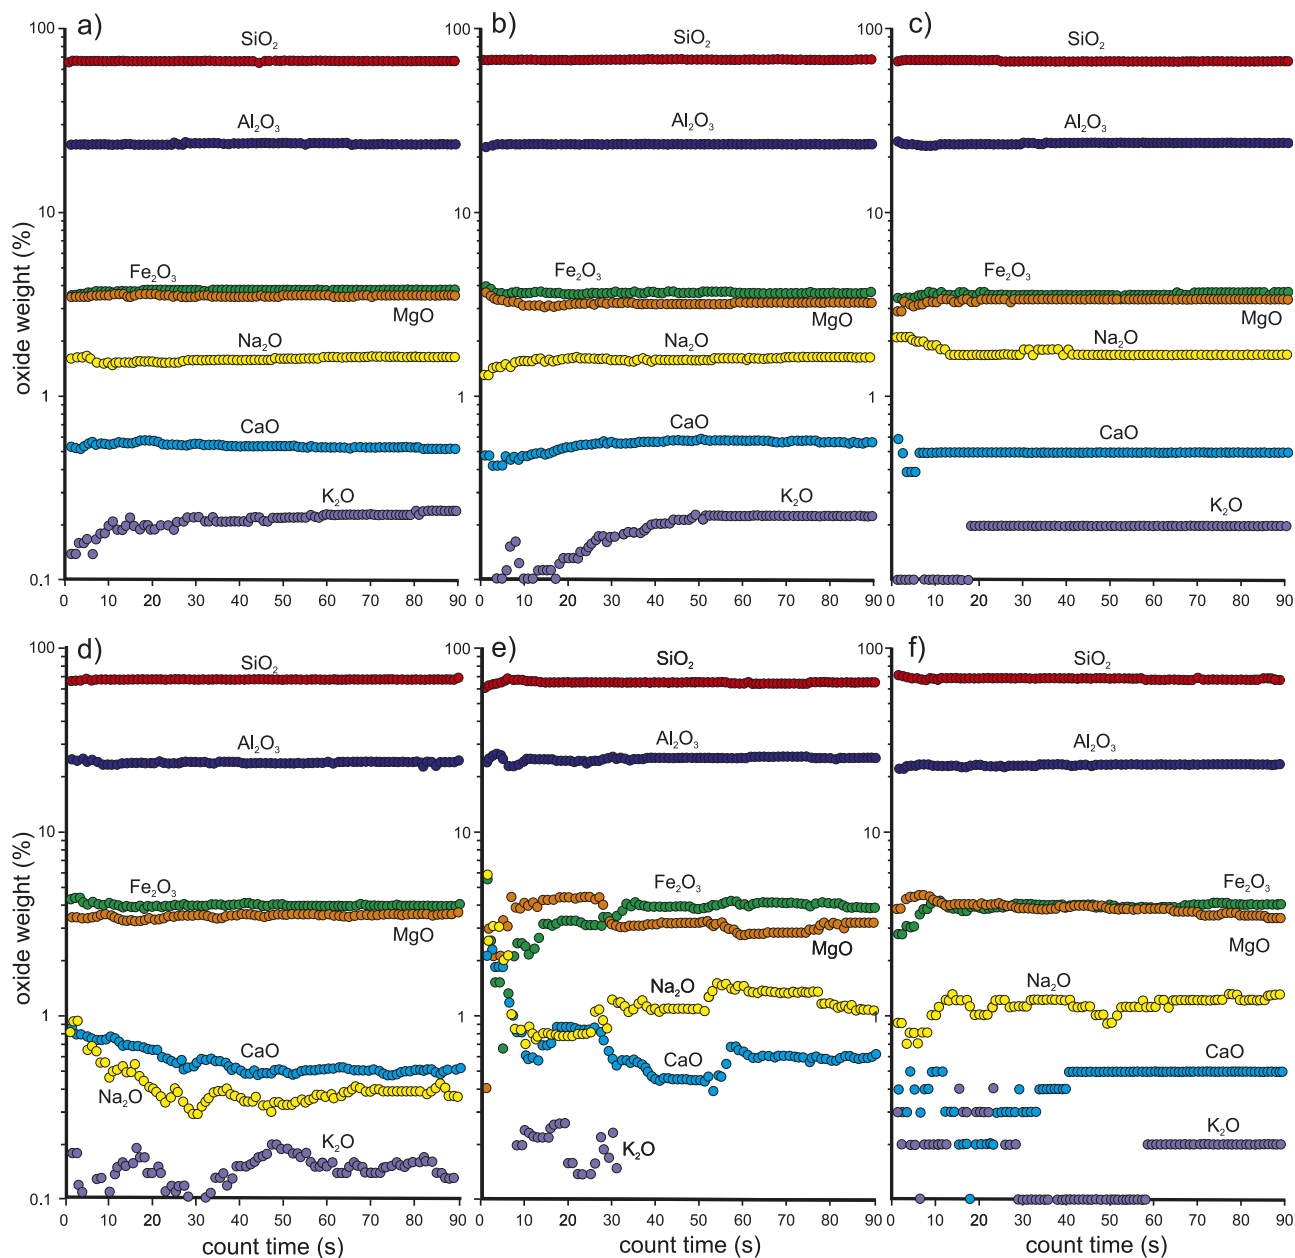 a) b) c)
100 100 100
SiO₂ SiO₂ SiO₂
Al₂O₃ Al₂O₃ Al₂O₃
10 10 10
oxide weight (%)
Fe₂O₃ Fe₂O₃ Fe₂O₃
MgO MgO MgO
Na₂O Na₂O Na₂O
1 1 1
CaO CaO CaO
K₂O K₂O K₂O
0.1 0.1 0.1
0 10 20 30 40 50 60 70 80 90 0 10 20 30 40 50 60 70 80 90 0 10 20 30 40 50 60 70 80 90
d) e) f)
100 100 100
SiO₂ SiO₂ SiO₂
Al₂O₃ Al₂O₃ Al₂O₃
10 10 10
oxide weight (%)
Fe₂O₃ Fe₂O₃ Fe₂O₃
MgO MgO MgO
Na₂O Na₂O
1 1 1
CaO CaO CaO
Na₂O
K₂O K₂O K₂O
0.1 0.1 0.1
0 10 20 30 40 50 60 70 80 90 0 10 20 30 40 50 60 70 80 90 0 10 20 30 40 50 60 70 80 90
count time (s) count time (s) count time (s)